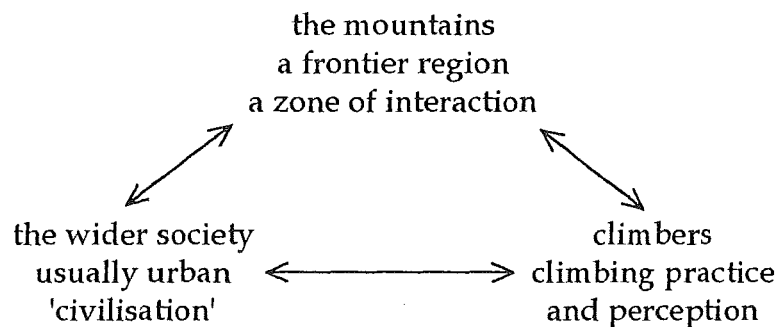 the mountains
a frontier region
a zone of interaction
the wider society
usually urban
'civilisation'
climbers
climbing practice
and perception